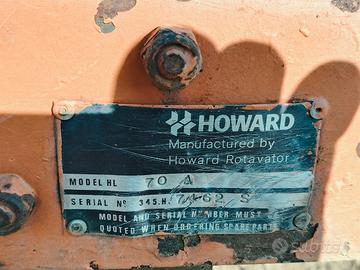 HOWARD
Manufactured by
Howard Rotavator
MODEL HL 70 A
SERIAL Nº 345.H/
MODEL AND SERIAL NUMBER MUST BE
QUOTED WHEN ORDERING SPARE PARTS
subito